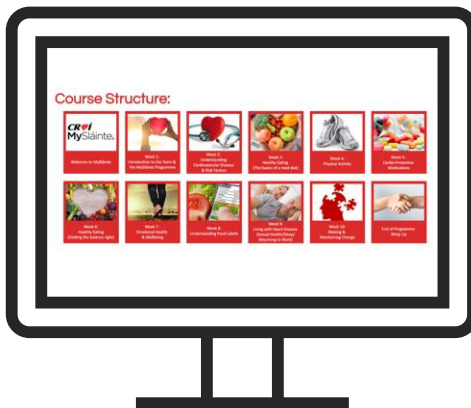 Course Structure:
CROÍ
MySláinte.
Welcome to MySláinte
Week 1:
Introduction to the Team &
the MySláinte Programme
Week 2:
Understanding
Cardiovascular Disease
& Risk Factors
Week 3:
Healthy Eating
(The basics of a med diet)
Week 4:
Physical Activity
Week 5:
Cardio-Protective
Medications
Week 6:
Healthy Eating
(Getting the balance right)
Week 7:
Emotional Health
& Wellbeing
Week 8:
Understanding Food Labels
Week 9:
Living with Heart Disease
(Sexual Health/Sleep/
Returning to Work)
Week 10:
Making &
Maintaining Change
End of Programme
Wrap Up